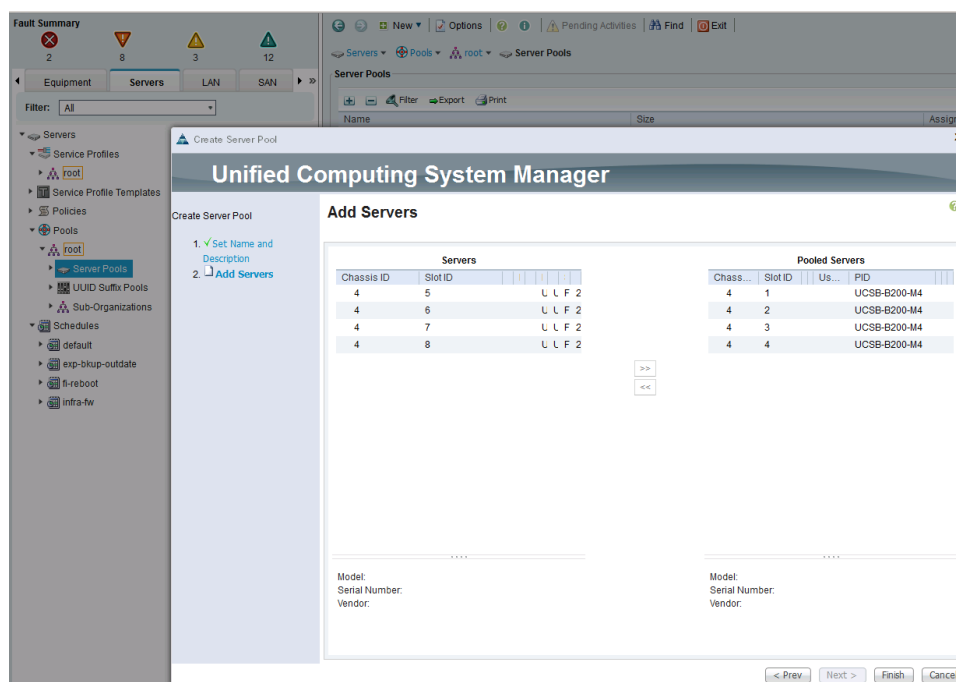 Fault Summary
2 8 3 12
New Options Pending Activities Find Exit
Servers Pools root Server Pools
Equipment Servers LAN SAN
Filter: All
Server Pools
Filter Export Print
Name Size Assign
Servers
Service Profiles
root
Service Profile Templates
Policies
Pools
root
Server Pools
UUID Suffix Pools
Sub-Organizations
Schedules
default
exp-bkup-outdate
fi-reboot
infra-fw
Create Server Pool
Unified Computing System Manager
Create Server Pool
1. Set Name and
Description
2. Add Servers
Add Servers
Servers
Chassis ID Slot ID
4 5 U U F 2
4 6 U U F 2
4 7 U U F 2
4 8 U U F 2
>>
<<
Pooled Servers
Chass... Slot ID Us... PID
4 1 UCSB-B200-M4
4 2 UCSB-B200-M4
4 3 UCSB-B200-M4
4 4 UCSB-B200-M4
Model:
Serial Number:
Vendor:
Model:
Serial Number:
Vendor:
< Prev Next > Finish Cance